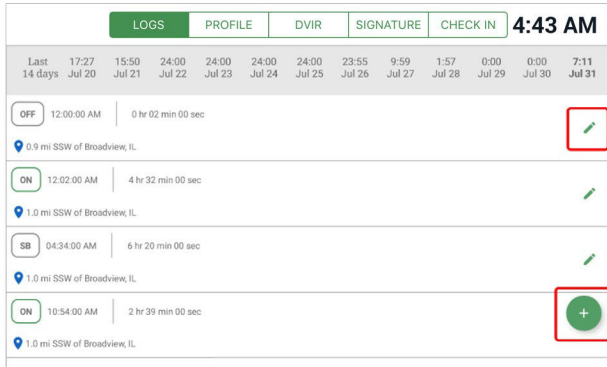 LOGS PROFILE DVIR SIGNATURE CHECK IN 4:43 AM
Last 17:27 15:50 24:00 24:00 24:00 24:00 23:55 9:59 1:57 0:00 0:00 7:11
14 days Jul 20 Jul 21 Jul 22 Jul 23 Jul 24 Jul 25 Jul 26 Jul 27 Jul 28 Jul 29 Jul 30 Jul 31
OFF 12:00:00 AM 0 hr 02 min 00 sec
0.9 mi SSW of Broadview, IL
ON 12:02:00 AM 4 hr 32 min 00 sec
1.0 mi SSW of Broadview, IL
SB 04:34:00 AM 6 hr 20 min 00 sec
1.0 mi SSW of Broadview, IL
ON 10:54:00 AM 2 hr 39 min 00 sec
+
1.0 mi SSW of Broadview, IL